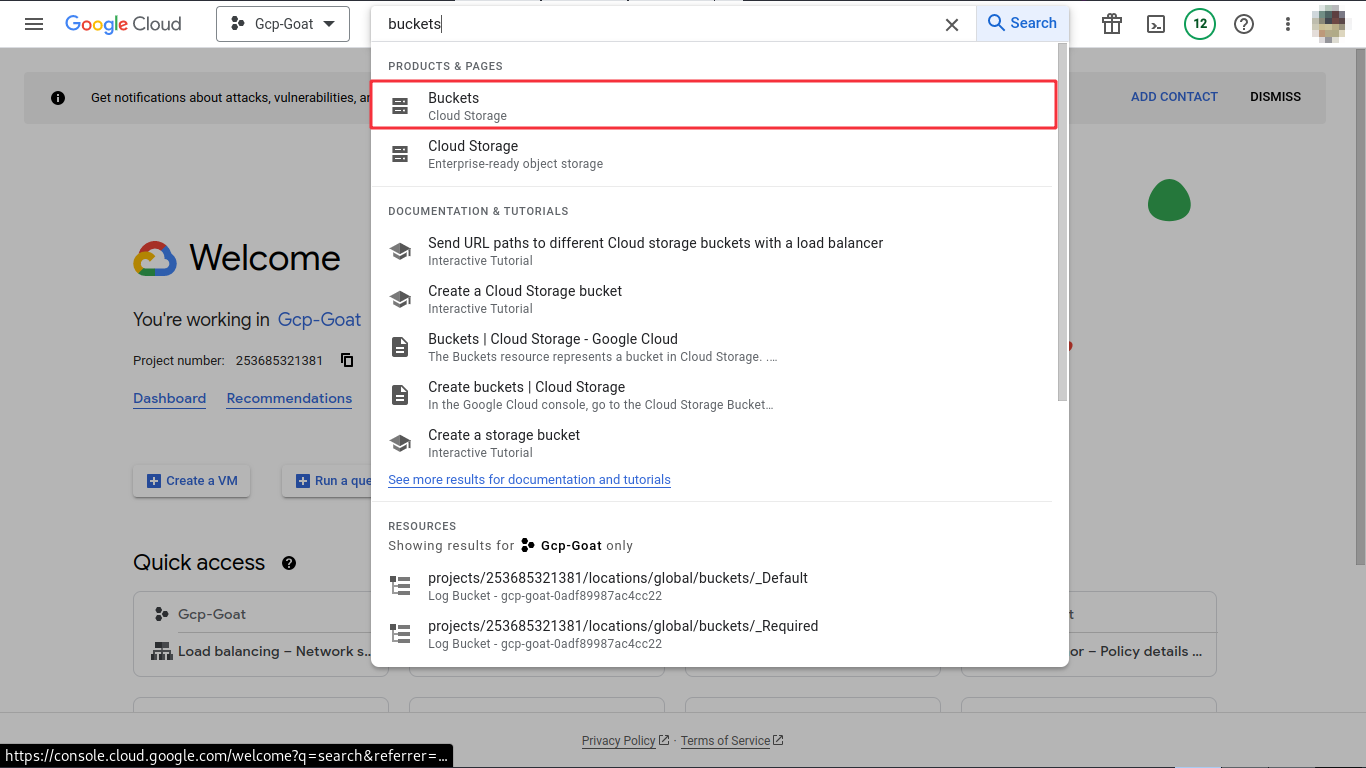 Google Cloud
Gcp-Goat
buckets
Search
12
PRODUCTS & PAGES
Get notifications about attacks, vulnerabilities,
ADD CONTACT
DISMISS
Buckets
Cloud Storage
Cloud Storage
Enterprise-ready object storage
DOCUMENTATION & TUTORIALS
Send URL paths to different Cloud storage buckets with a load balancer
Interactive Tutorial
Create a Cloud Storage bucket
Interactive Tutorial
Buckets | Cloud Storage - Google Cloud
The Buckets resource represents a bucket in Cloud Storage. ....
Create buckets | Cloud Storage
In the Google Cloud console, go to the Cloud Storage Bucket...
Create a storage bucket
Interactive Tutorial
See more results for documentation and tutorials
RESOURCES
Showing results for Gcp-Goat only
projects/253685321381/locations/global/buckets/_Default
Log Bucket - gcp-goat-0adf89987ac4cc22
projects/253685321381/locations/global/buckets/_Required
Log Bucket - gcp-goat-0adf89987ac4cc22
Welcome
You're working in Gcp-Goat
Project number: 253685321381
Dashboard
Recommendations
Create a VM
Run a que
Quick access
?
Gcp-Goat
Load balancing – Network s...
– Policy details ...
Privacy Policy · Terms of Service
https://console.cloud.google.com/welcome?q=search&referrer=...